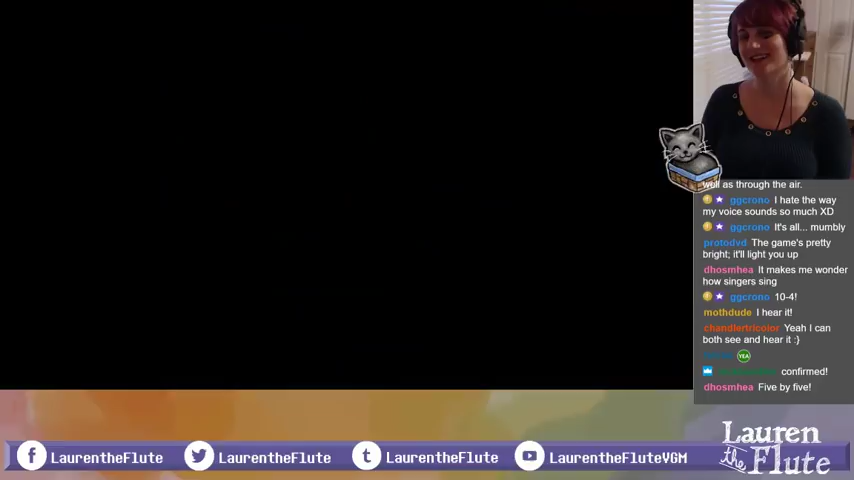 well as through the air.
ggcrono I hate the way
my voice sounds so much XD
ggcrono It's all... mumbly
protodvd The game's pretty
bright; it'll light you up
dhosmhea It makes me wonder
how singers sing
ggcrono 10-4!
mothdude I hear it!
chandlertricolor Yeah I can
both see and hear it :}
YEA
confirmed!
dhosmhea Five by five!
LaurentheFlute
LaurentheFlute
LaurentheFlute
LaurentheFluteVGM
Lauren
the Flute